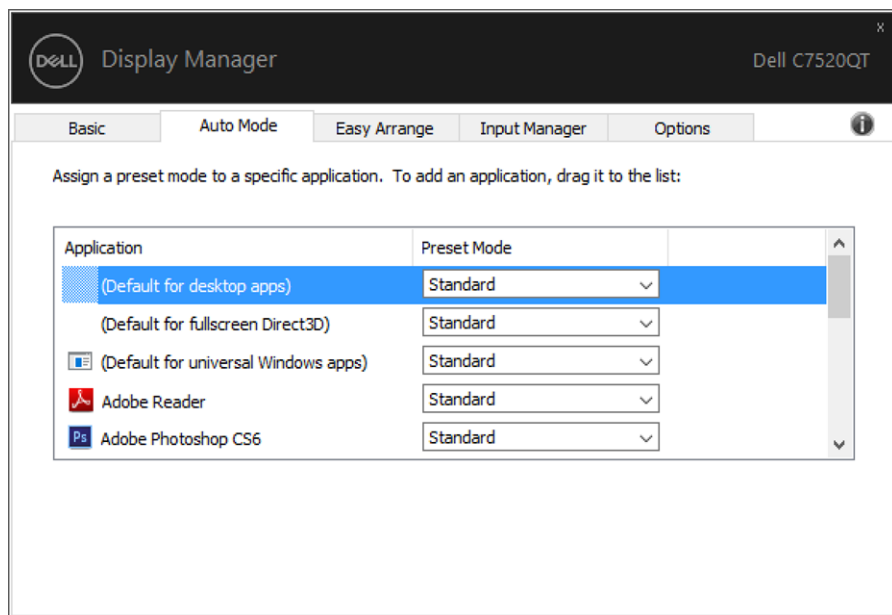 x
DELL
Display Manager
Dell C7520QT
Basic
Auto Mode
Easy Arrange
Input Manager
Options
i
Assign a preset mode to a specific application.  To add an application, drag it to the list:
Application
Preset Mode
(Default for desktop apps)
Standard
(Default for fullscreen Direct3D)
Standard
(Default for universal Windows apps)
Standard
Adobe Reader
Standard
Ps
Adobe Photoshop CS6
Standard